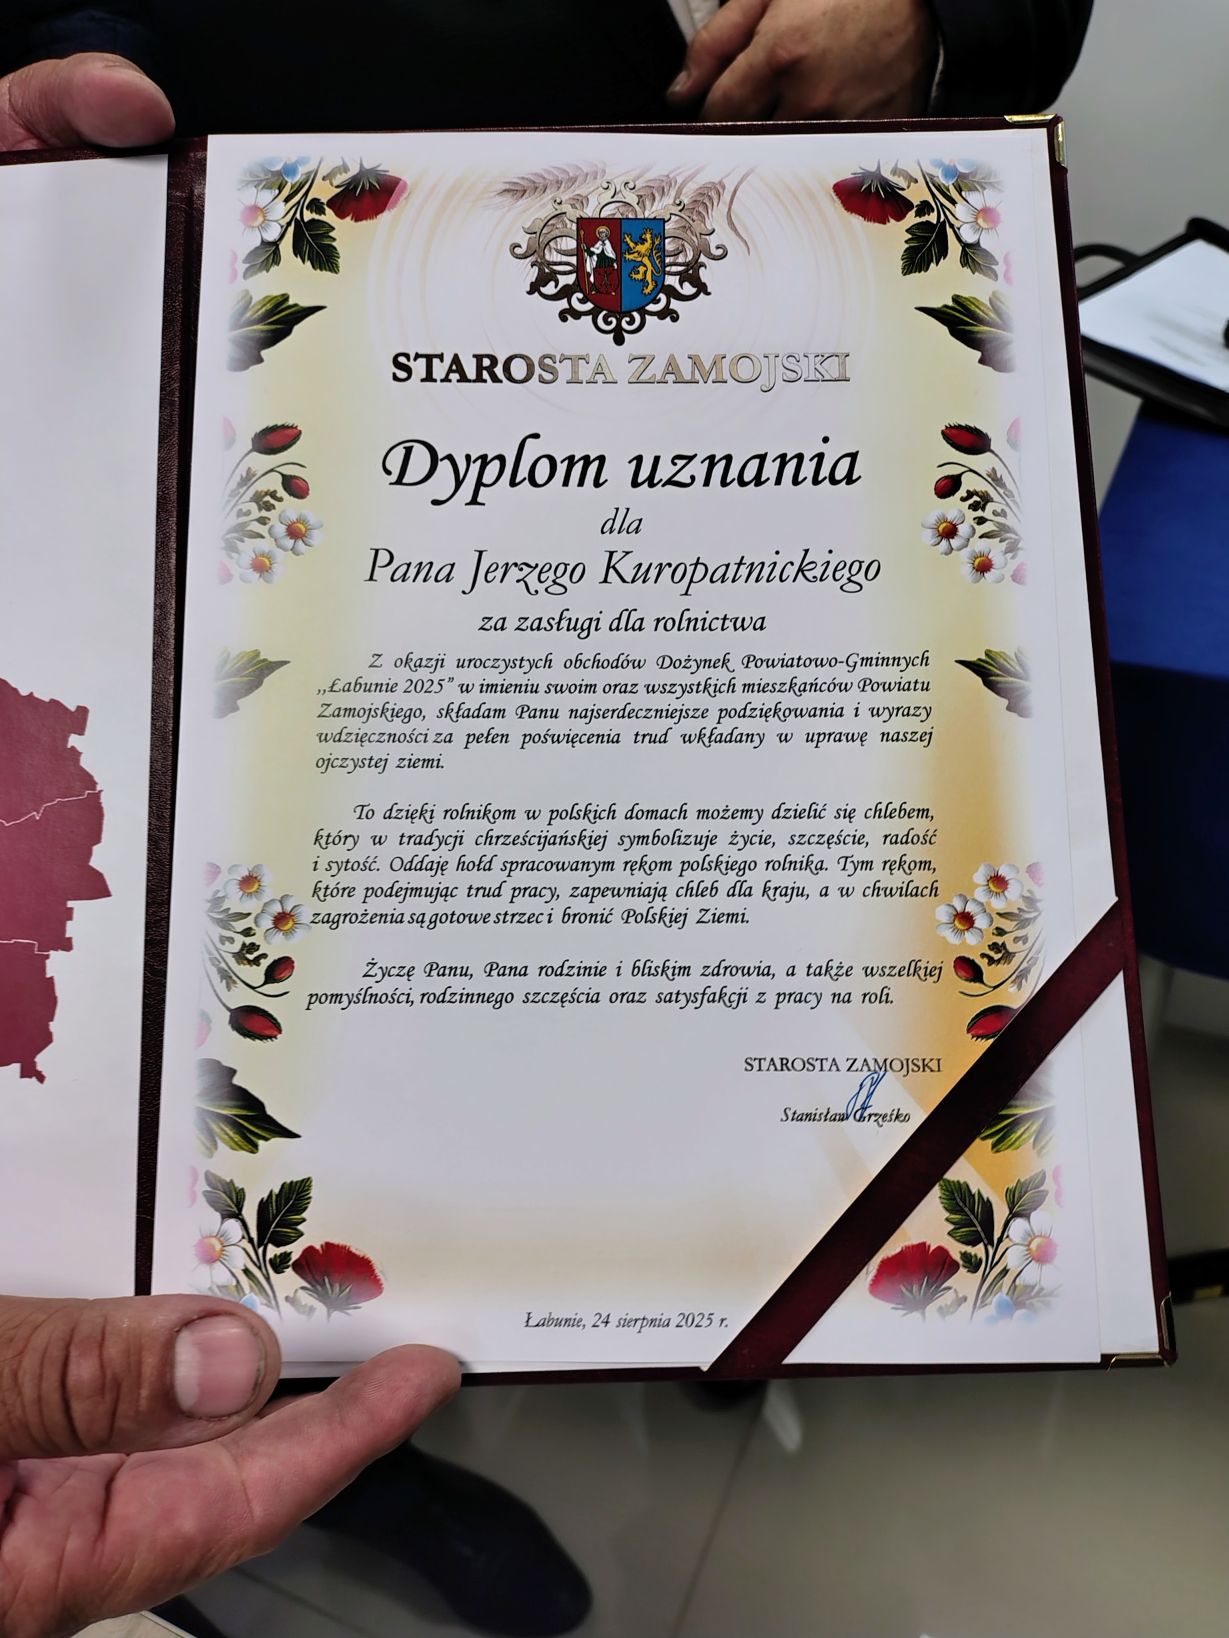 STAROSTA ZAMOJSKI
Dyplom uznania
dla
Pana Jerzego Kuropatnickiego
za zasługi dla rolnictwa
Z okazji uroczystych obchodów Dożynek Powiatowo-Gminnych
,,Łabunie 2025” w imieniu swoim oraz wszystkich mieszkańców Powiatu
Zamojskiego, składam Panu najserdeczniejsze podziękowania i wyrazy
wdzięczności za pełen poświęcenia trud wkładany w uprawę naszej
ojczystej ziemi.
To dzięki rolnikom w polskich domach możemy dzielić się chlebem,
który w tradycji chrześcijańskiej symbolizuje życie, szczęście, radość
i sytość. Oddaję hołd spracowanym rękom polskiego rolnika. Tym rękom,
które podejmując trud pracy, zapewniają chleb dla kraju, a w chwilach
zagrożenia są gotowe strzec i bronić Polskiej Ziemi.
Życzę Panu, Pana rodzinie i bliskim zdrowia, a także wszelkiej
pomyślności, rodzinnego szczęścia oraz satysfakcji z pracy na roli.
STAROSTA ZAMOJSKI
Stanisław Grześko
Łabunie, 24 sierpnia 2025 r.